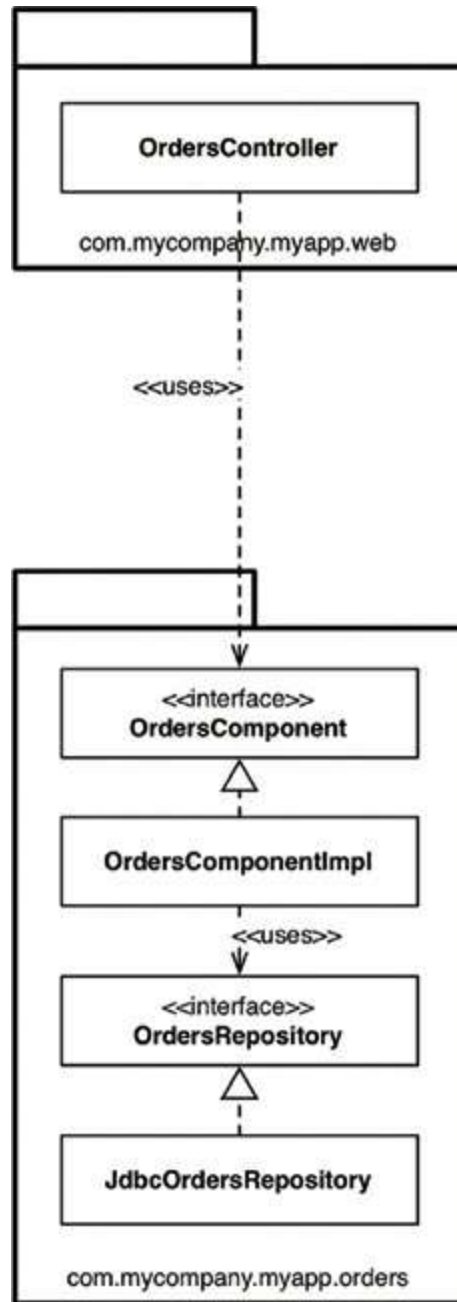 OrdersController
com.mycompany.myapp.web
<<uses>>
<<interface>>
OrdersComponent
OrdersComponentImpl
<<uses>>
<<interface>>
OrdersRepository
JdbcOrdersRepository
com.mycompany.myapp.orders